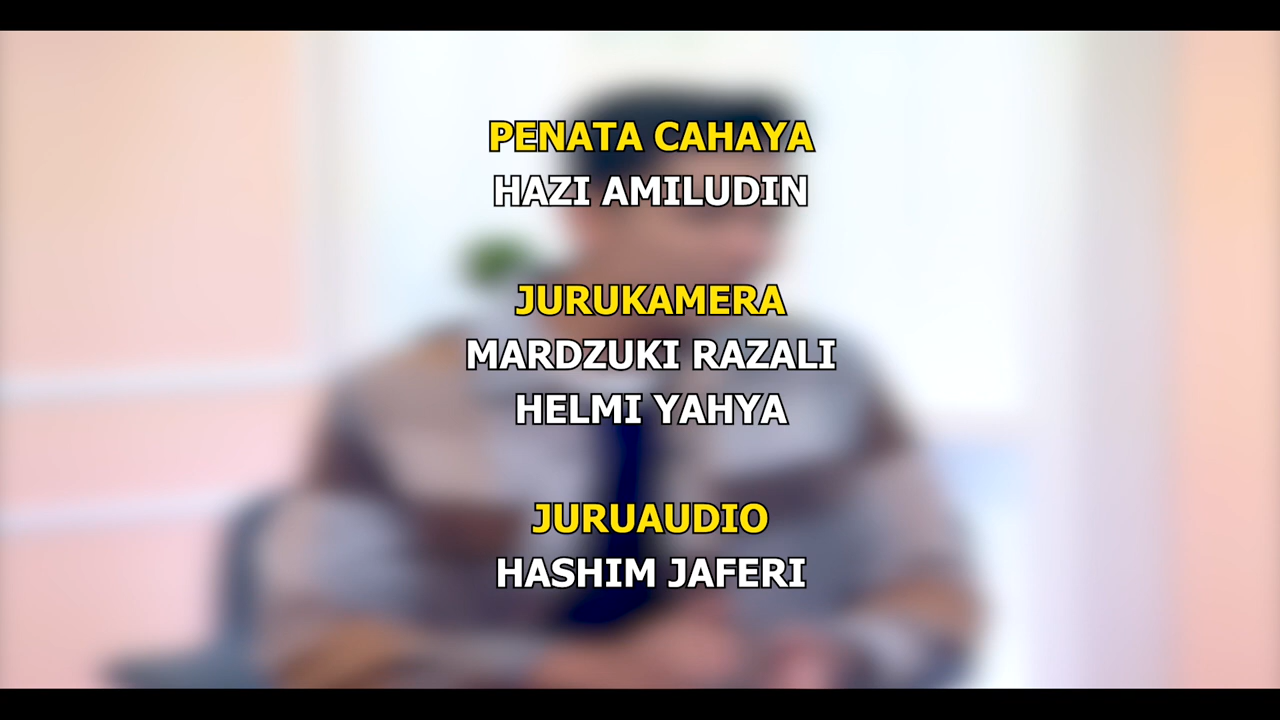 PENATA CAHAYA
HAZI AMILUDIN
JURUKAMERA
MARDZUKI RAZALI
HELMI YAHYA
JURUAUDIO
HASHIM JAFERI